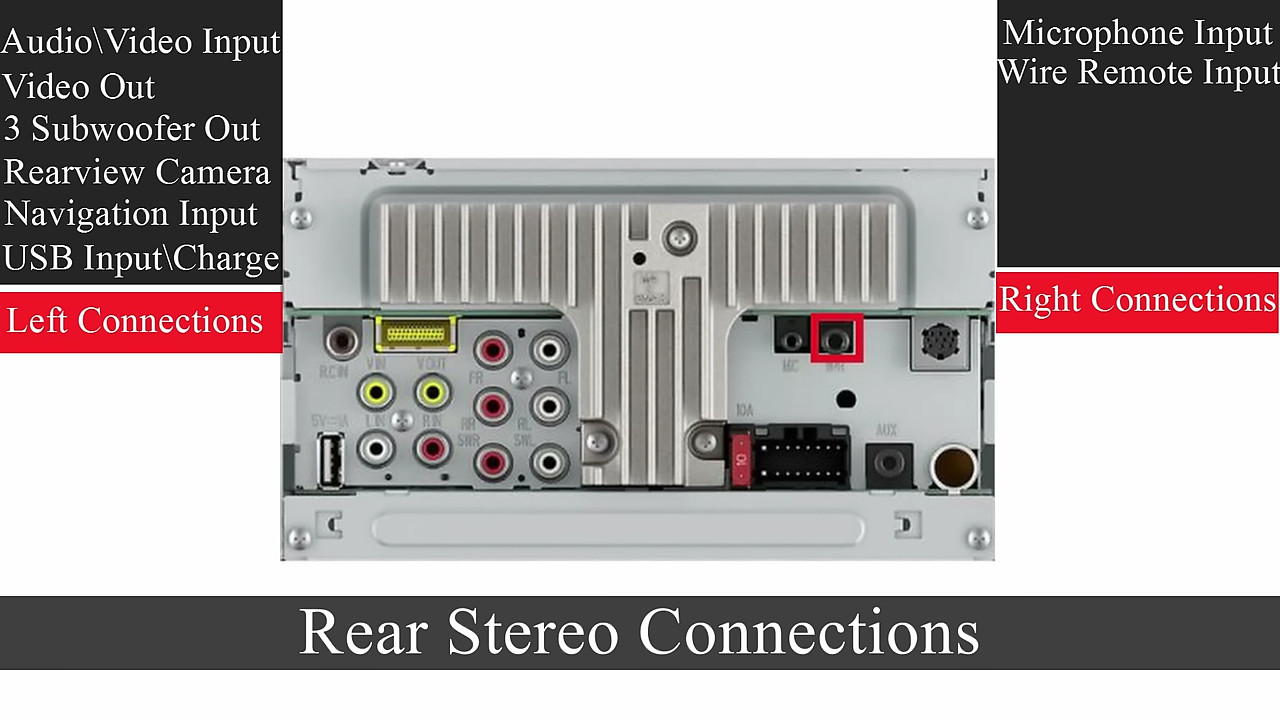 Audio\Video Input
Video Out
3 Subwoofer Out
Rearview Camera
Navigation Input
USB Input\Charge
Left Connections
Microphone Input
Wire Remote Input
Right Connections
R.C IN
V IN
V OUT
FR
FL
5V⎓1A
L IN
R IN
RR
RL
SWR
SWL
MIC
10A
10
AUX
Rear Stereo Connections